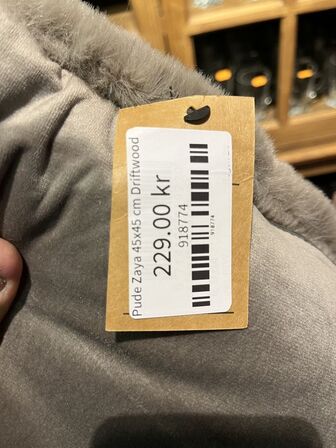 Pude Zaya 45x45 cm Driftwood
229.00 kr
918774
918774